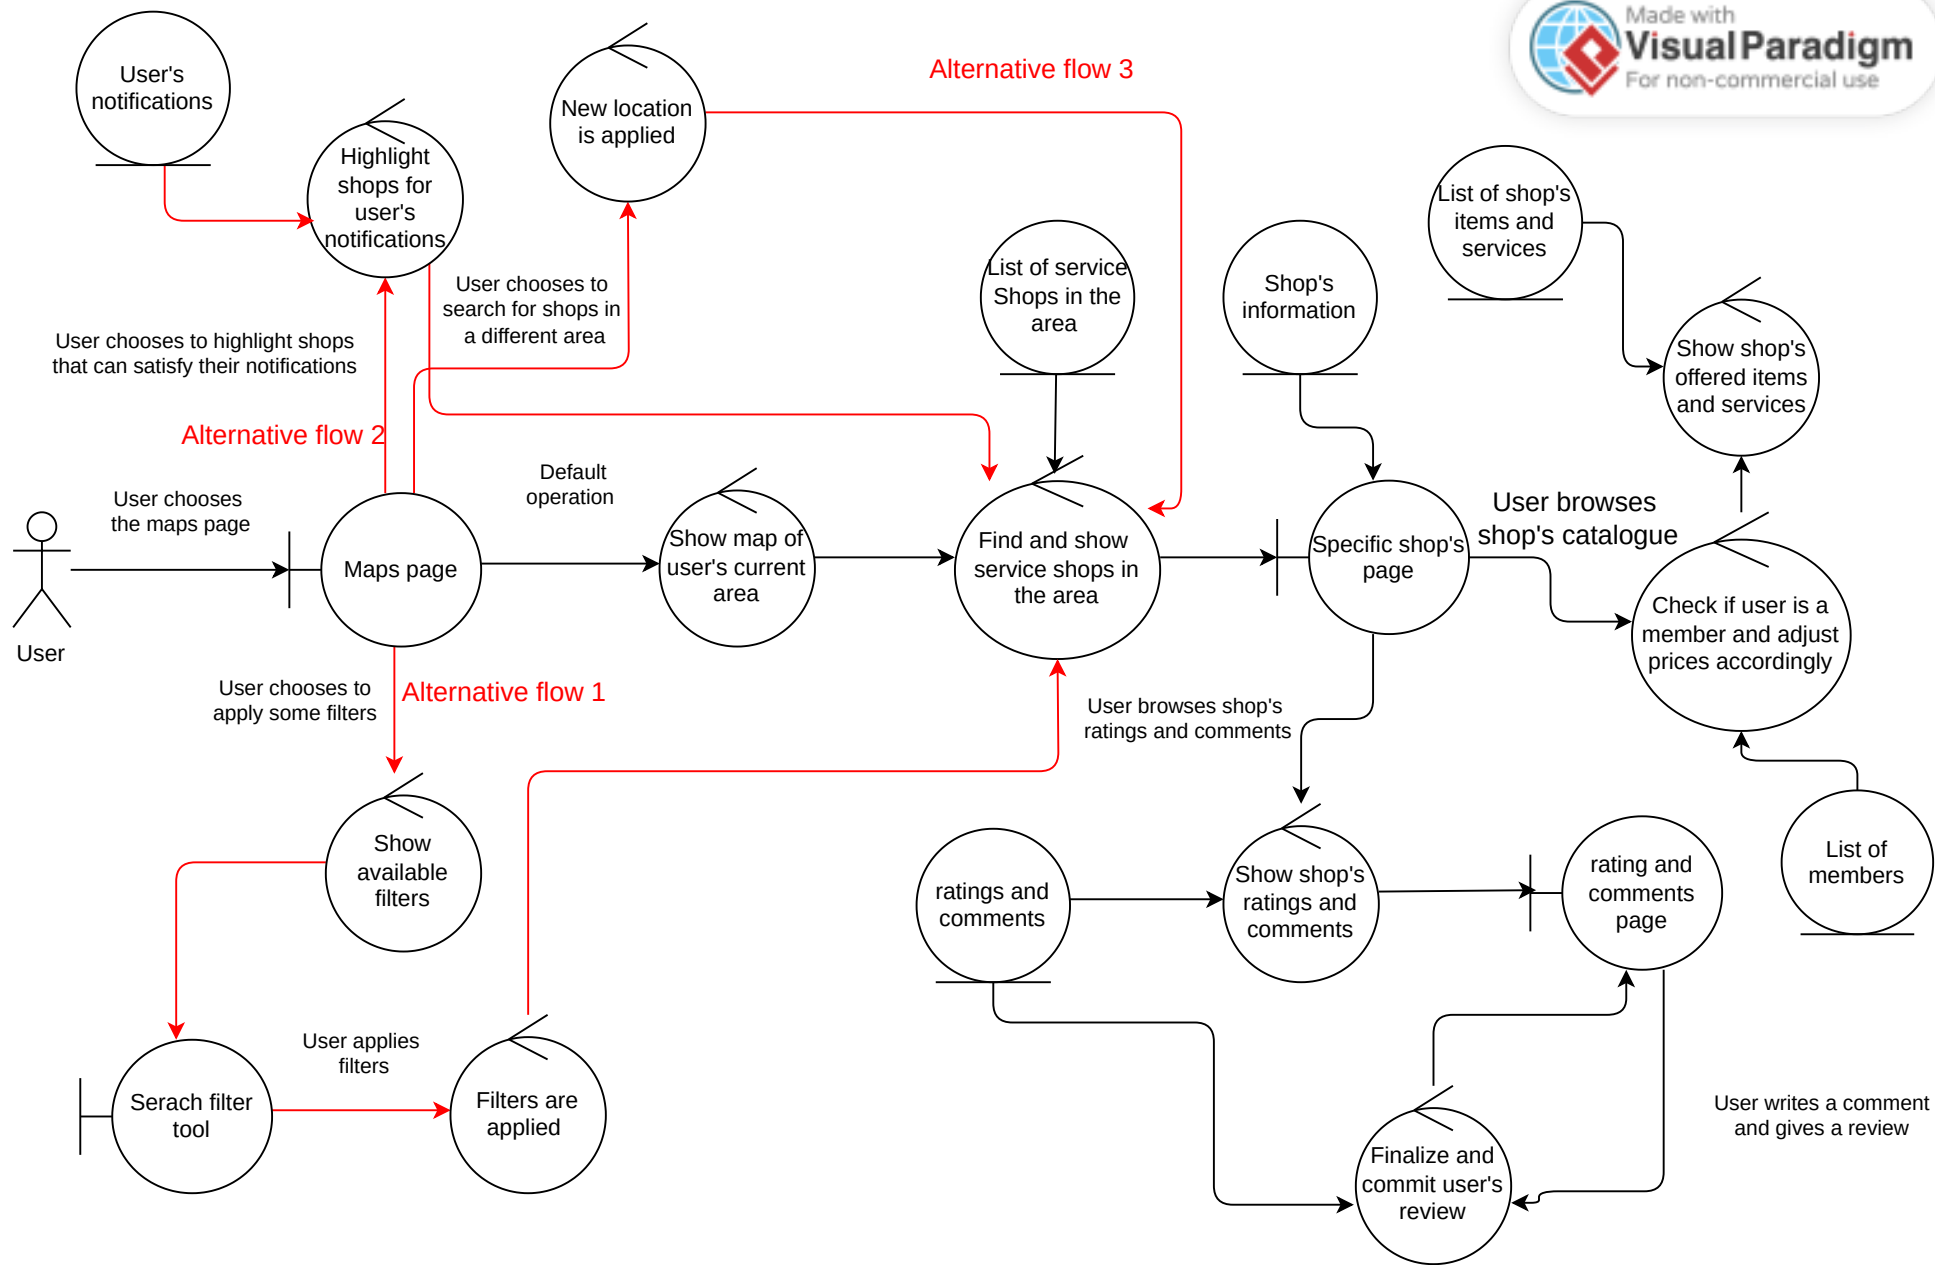 Made with
Visual Paradigm
For non-commercial use
User's
notifications
New location
is applied
Alternative flow 3
Highlight
shops for
user's
notifications
List of shop's
items and
services
User chooses to
search for shops in
a different area
List of service
Shops in the
area
Shop's
information
User chooses to highlight shops
that can satisfy their notifications
Show shop's
offered items
and services
Alternative flow 2
Default
operation
User chooses
the maps page
User browses
shop's catalogue
Maps page
Show map of
user's current
area
Find and show
service shops in
the area
Specific shop's
page
Check if user is a
member and adjust
prices accordingly
User
User chooses to
apply some filters
Alternative flow 1
User browses shop's
ratings and comments
Show
available
filters
ratings and
comments
Show shop's
ratings and
comments
rating and
comments
page
List of
members
User applies
filters
Serach filter
tool
Filters are
applied
User writes a comment
and gives a review
Finalize and
commit user's
review